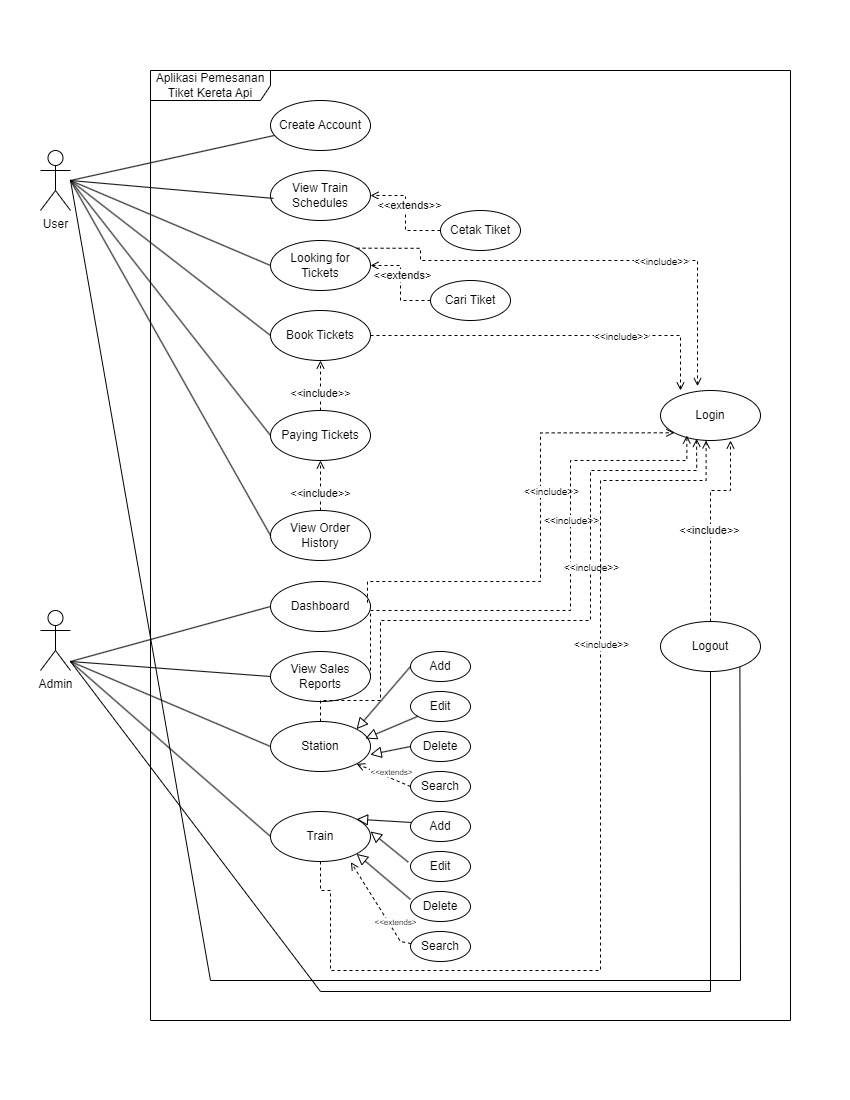 Aplikasi Pemesanan
Tiket Kereta Api
Create Account
User
View Train
Schedules
<<extends>>
Cetak Tiket
Looking for
Tickets
<<include>>
<<extends>>
Cari Tiket
Book Tickets
<<include>>
<<include>>
Login
Paying Tickets
<<include>>
<<include>>
View Order
History
<<include>>
<<include>>
<<include>>
Dashboard
<<include>>
Logout
Admin
View Sales
Reports
Add
Edit
Station
Delete
<<extends>>
Search
Train
Add
Edit
Delete
<<extends>>
Search